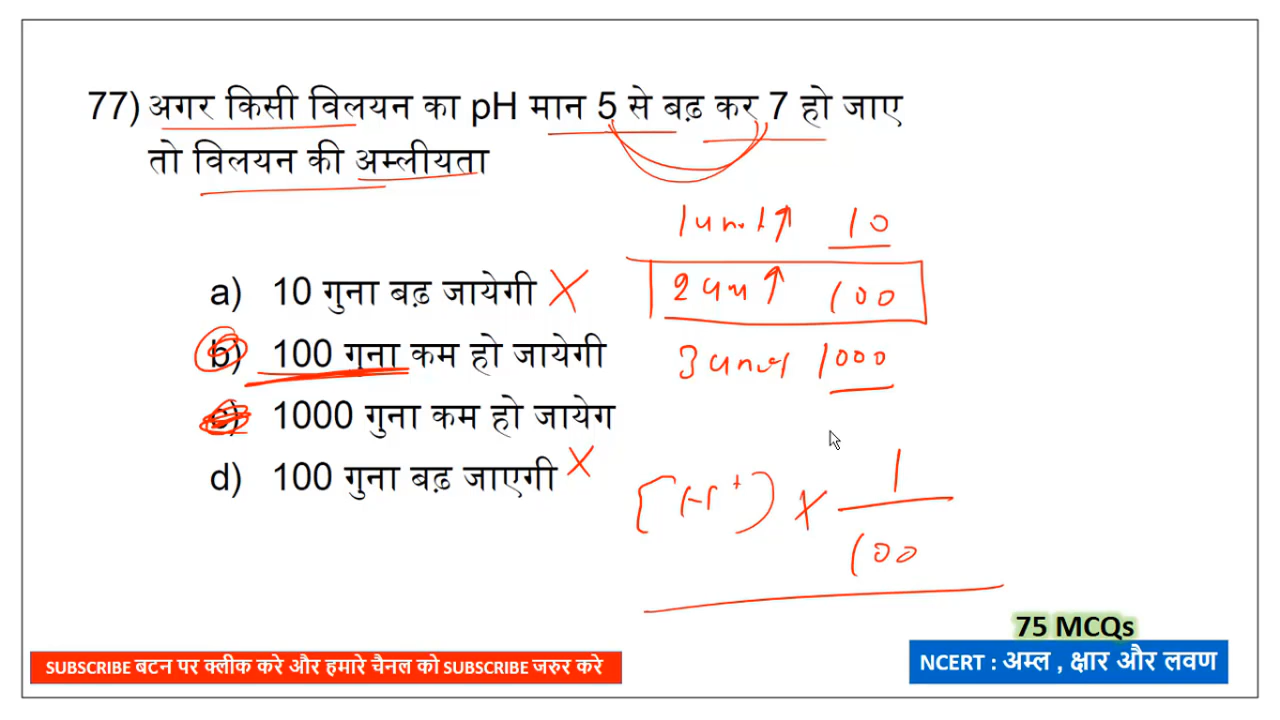 77) अगर किसी विलयन का pH मान 5 से बढ़ कर 7 हो जाए
तो विलयन की अम्लीयता
a) 10 गुना बढ़ जायेगी X
b) 100 गुना कम हो जायेगी
c) 1000 गुना कम हो जायेग
d) 100 गुना बढ़ जाएगी X
1 unit ↑ 10
2 unit ↑ 100
3 unit 1000
[H+) × 1
100
75 MCQs
NCERT : अम्ल , क्षार और लवण
SUBSCRIBE बटन पर क्लीक करे और हमारे चैनल को SUBSCRIBE जरुर करे